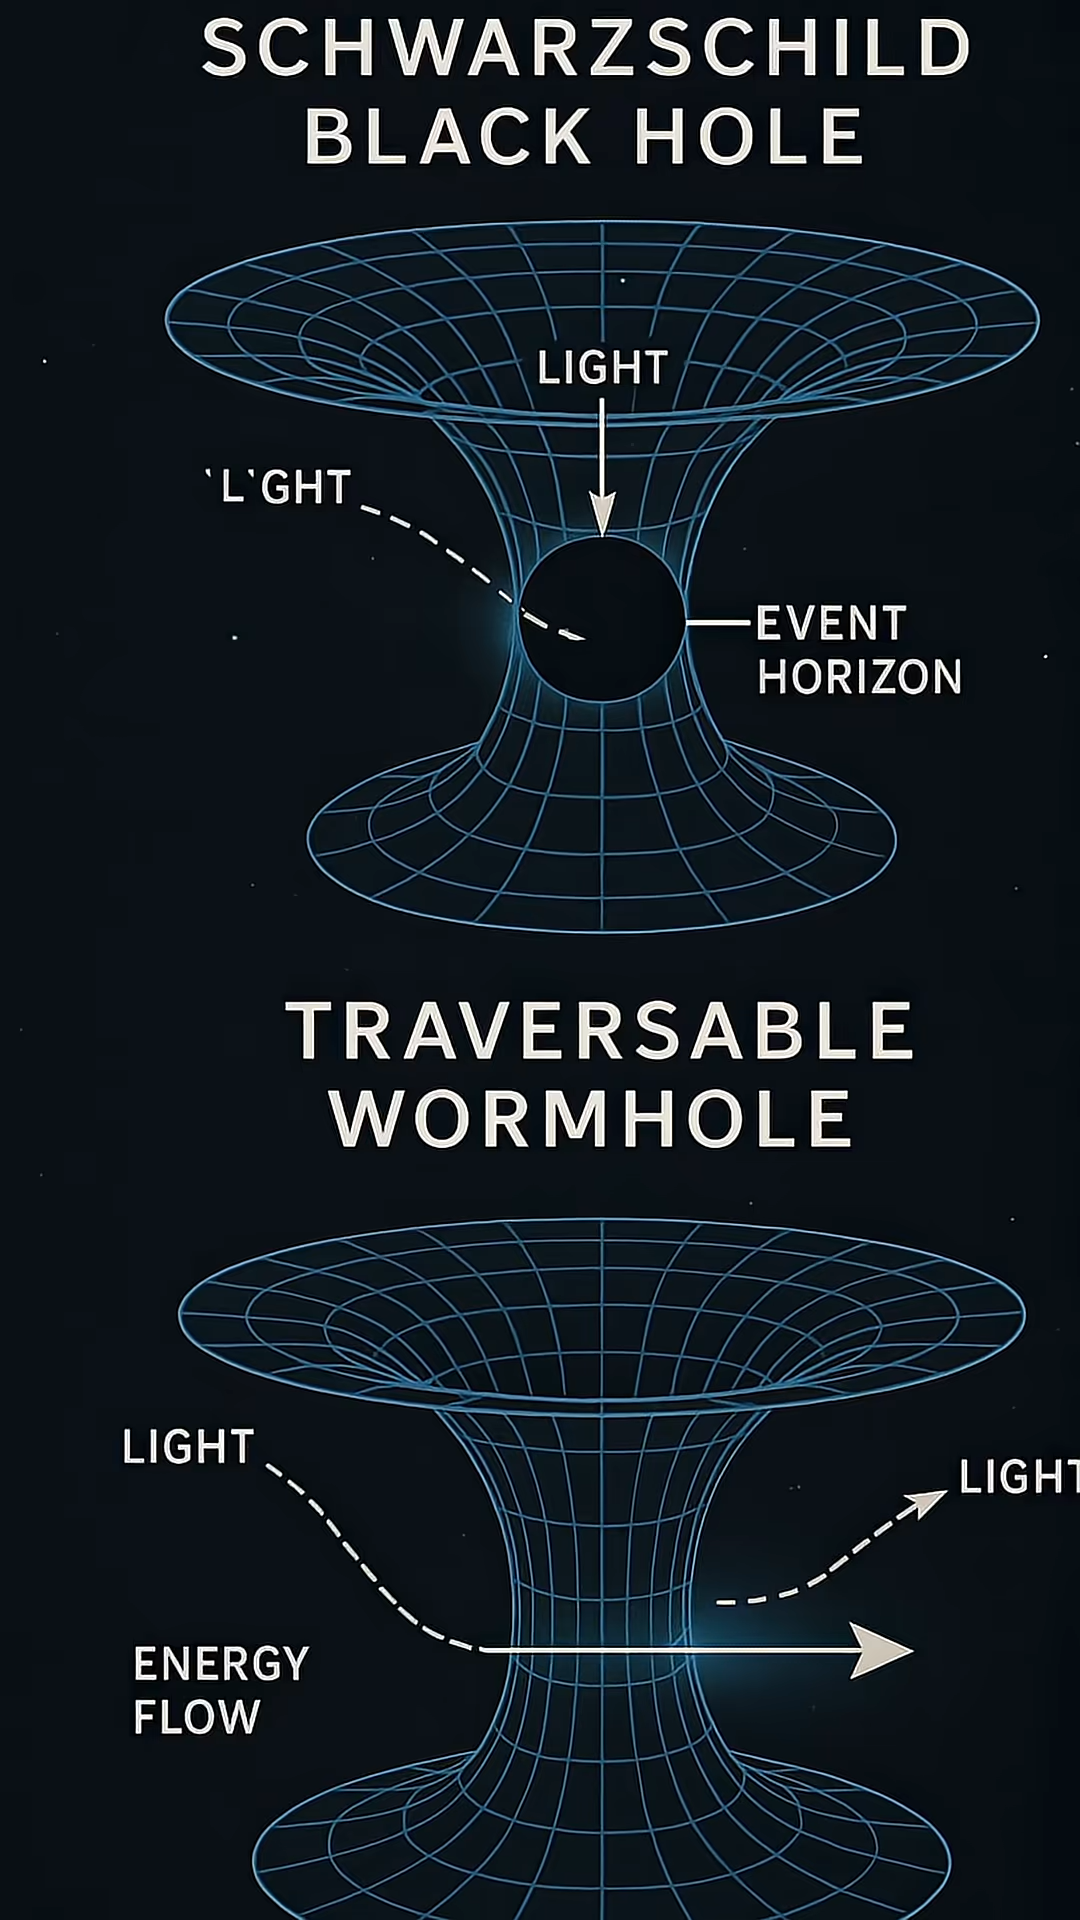 SCHWARZSCHILD
BLACK HOLE
LIGHT
'L'GHT
EVENT
HORIZON
TRAVERSABLE
WORMHOLE
LIGHT
LIGHT
ENERGY
FLOW